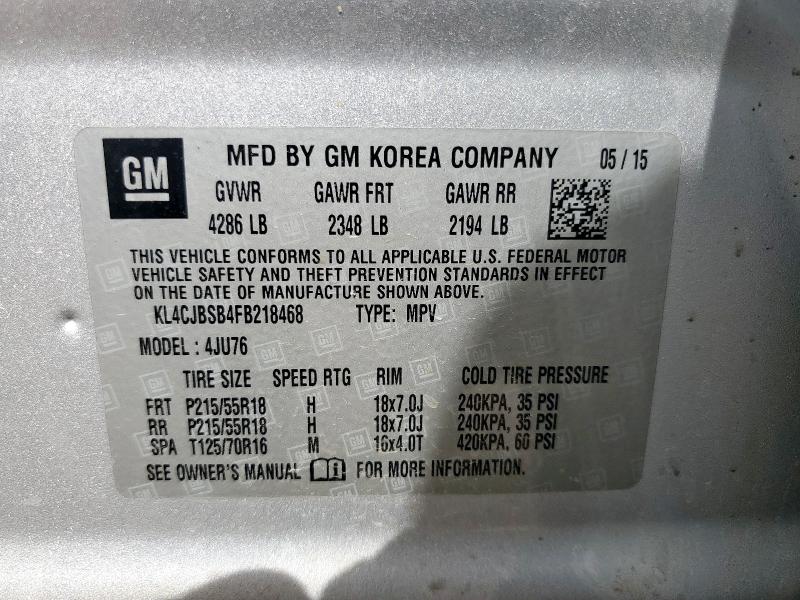 GM MFD BY GM KOREA COMPANY 05 / 15
GVWR GAWR FRT GAWR RR
4286 LB 2348 LB 2194 LB
THIS VEHICLE CONFORMS TO ALL APPLICABLE U.S. FEDERAL MOTOR
VEHICLE SAFETY AND THEFT PREVENTION STANDARDS IN EFFECT
ON THE DATE OF MANUFACTURE SHOWN ABOVE.
KL4CJBSB4FB218468 TYPE: MPV
MODEL : 4JU76
TIRE SIZE SPEED RTG RIM COLD TIRE PRESSURE
FRT P215/55R18 H 18x7.0J 240KPA, 35 PSI
RR P215/55R18 H 18x7.0J 240KPA, 35 PSI
SPA T125/70R16 M 16x4.0T 420KPA, 60 PSI
SEE OWNER'S MANUAL FOR MORE INFORMATION.